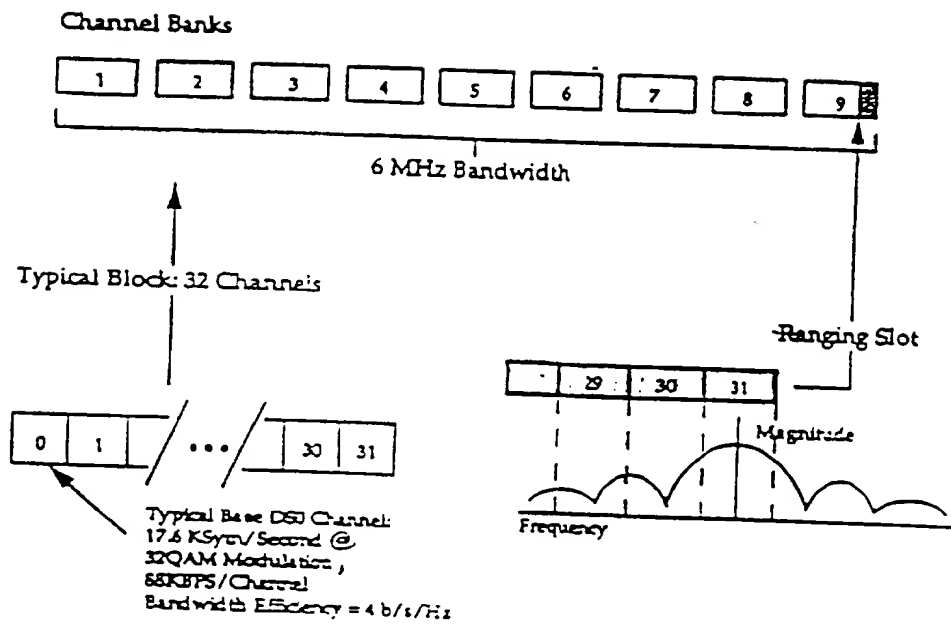 Channel Banks
1 2 3 4 5 6 7 8 9
6 MHz Bandwidth
Typical Block: 32 Channels
Ranging Slot
29 30 31
Magnitude
0 1 ••• 30 31
Frequency
Typical Base DS0 Channel:
17.6 KSym/Second @
32QAM Modulation,
88KBPS/Channel
Bandwidth Efficiency = 4 b/s/Hz